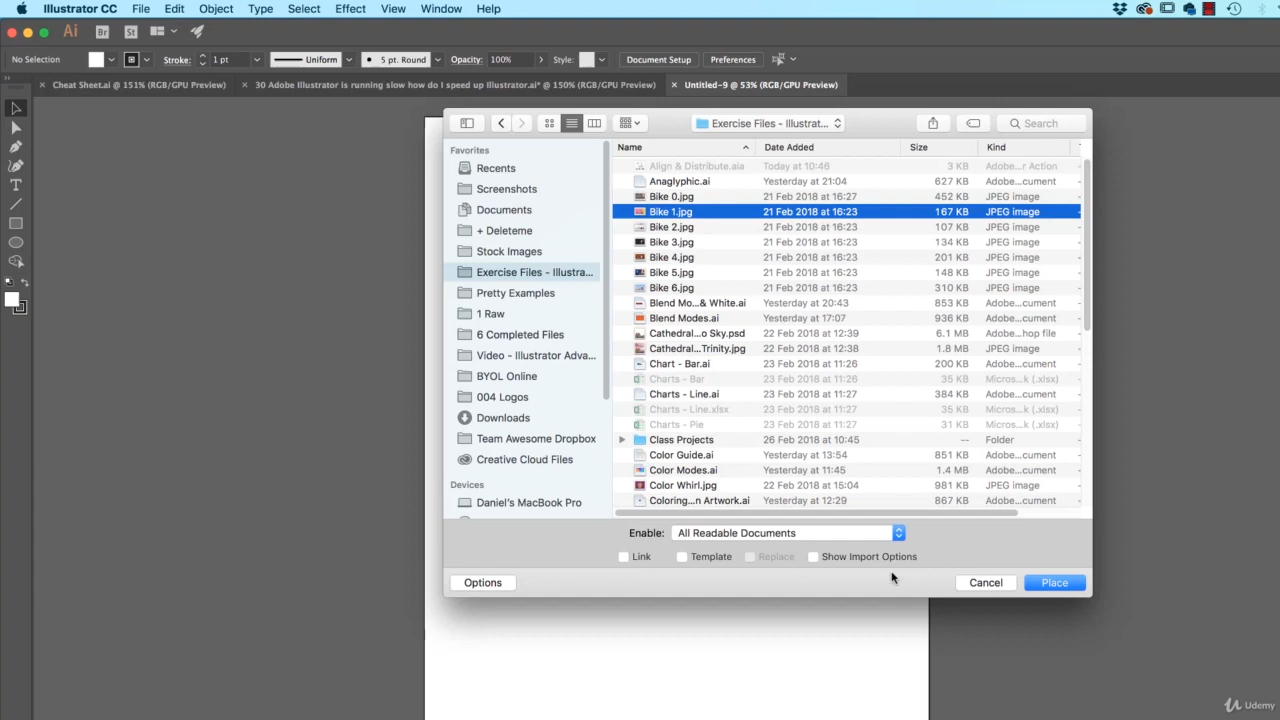 Illustrator CC File Edit Object Type Select Effect View Window Help
Ai Br St
No Selection Stroke: 1 pt Uniform 5 pt. Round Opacity: 100% Style: Document Setup Preferences
Cheat Sheet.ai @ 151% (RGB/GPU Preview) 30 Adobe Illustrator is running slow how do I speed up Illustrator.ai* @ 150% (RGB/GPU Preview) Untitled-9 @ 53% (RGB/GPU Preview)
Exercise Files - Illustrat... Search
Favorites
Recents
Screenshots
Documents
+ Deleteme
Stock Images
Exercise Files - Illustra...
Pretty Examples
1 Raw
6 Completed Files
Video - Illustrator Adva...
BYOL Online
004 Logos
Downloads
Team Awesome Dropbox
Creative Cloud Files
Devices
Daniel's MacBook Pro
Name Date Added Size Kind
Align & Distribute.aia Today at 10:46 3 KB Adobe...r Action
Anaglyphic.ai Yesterday at 21:04 627 KB Adobe...cument
Bike 0.jpg 21 Feb 2018 at 16:27 452 KB JPEG image
Bike 1.jpg 21 Feb 2018 at 16:23 167 KB JPEG image
Bike 2.jpg 21 Feb 2018 at 16:23 107 KB JPEG image
Bike 3.jpg 21 Feb 2018 at 16:23 134 KB JPEG image
Bike 4.jpg 21 Feb 2018 at 16:23 201 KB JPEG image
Bike 5.jpg 21 Feb 2018 at 16:23 148 KB JPEG image
Bike 6.jpg 21 Feb 2018 at 16:23 160 KB JPEG image
Blend Mo...& White.ai Yesterday at 20:43 853 KB Adobe...cument
Blend Modes.ai Yesterday at 17:07 936 KB Adobe...cument
Cathedral...o Sky.psd 22 Feb 2018 at 12:39 6.1 MB Adobe...hop file
Cathedral...Trinity.jpg 22 Feb 2018 at 12:38 1.8 MB JPEG image
Chart - Bar.ai 23 Feb 2018 at 11:26 200 KB Adobe...cument
Charts - Bar 23 Feb 2018 at 11:26 35 KB Micros...k (.xlsx)
Charts - Line.ai 23 Feb 2018 at 11:27 384 KB Adobe...cument
Charts - Line.xlsx 23 Feb 2018 at 11:27 35 KB Micros...k (.xlsx)
Charts - Pie 23 Feb 2018 at 11:27 31 KB Micros...k (.xlsx)
Class Projects 26 Feb 2018 at 10:45 -- Folder
Color Guide.ai Yesterday at 13:54 851 KB Adobe...cument
Color Modes.ai Yesterday at 11:45 1.4 MB Adobe...cument
Color Whirl.jpg 22 Feb 2018 at 15:04 981 KB JPEG image
Coloring...n Artwork.ai Yesterday at 12:29 867 KB Adobe...cument
Enable: All Readable Documents
Link Template Replace Show Import Options
Options Cancel Place
Udemy